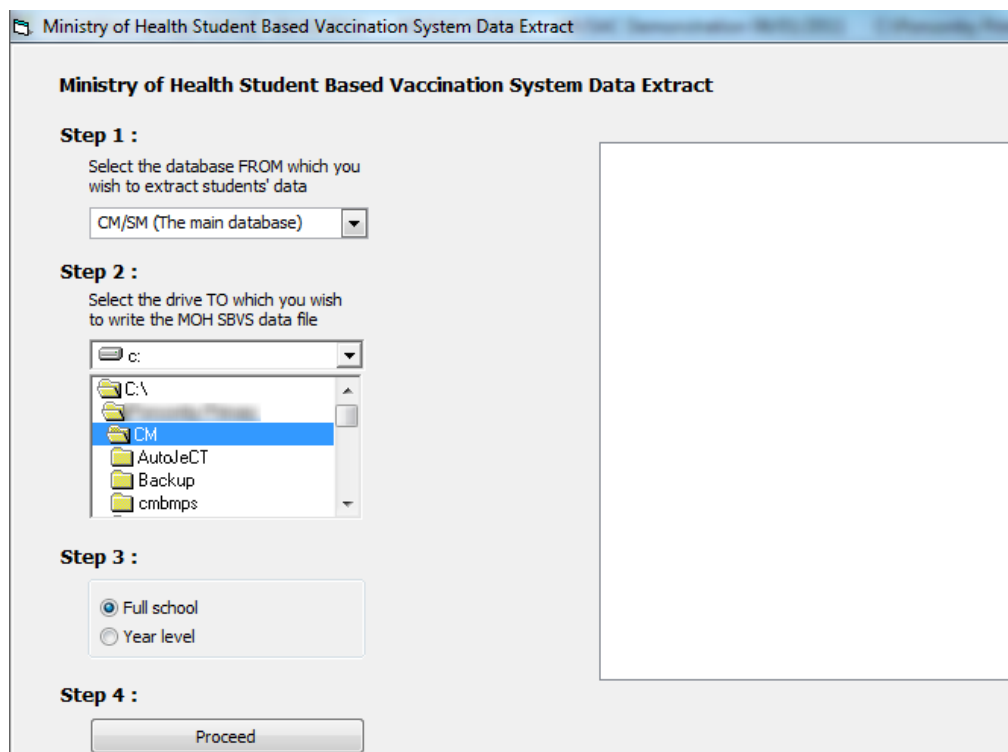 Ministry of Health Student Based Vaccination System Data Extract
Ministry of Health Student Based Vaccination System Data Extract
Step 1 :
Select the database FROM which you
wish to extract students' data
CM/SM (The main database)
Step 2 :
Select the drive TO which you wish
to write the MOH SBVS data file
c:
C:\
CM
AutoJeCT
Backup
cmbmps
Step 3 :
Full school
Year level
Step 4 :
Proceed